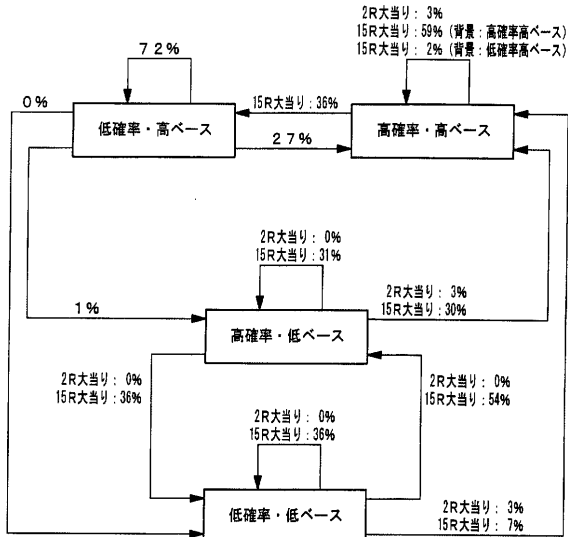 2R大当り: 3%
15R大当り:59% (背景:高確率高ベース)
15R大当り: 2% (背景:低確率高ベース)
72%
0%
15R大当り:36%
低確率・高ベース
高確率・高ベース
27%
2R大当り: 0%
15R大当り:31%
2R大当り: 3%
15R大当り:30%
1%
高確率・低ベース
2R大当り: 0%
15R大当り:36%
2R大当り: 0%
15R大当り:54%
2R大当り: 0%
15R大当り:36%
低確率・低ベース
2R大当り: 3%
15R大当り: 7%